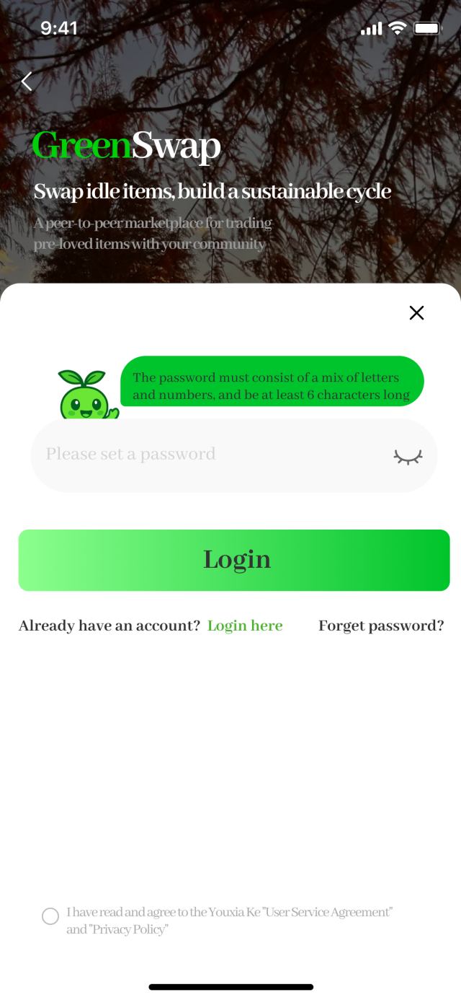 9:41
GreenSwap
Swap idle items, build a sustainable cycle
A peer-to-peer marketplace for trading
pre-loved items with your community
The password must consist of a mix of letters
and numbers, and be at least 6 characters long
Please set a password
Login
Already have an account? Login here Forget password?
I have read and agree to the Youxia Ke "User Service Agreement"
and "Privacy Policy"